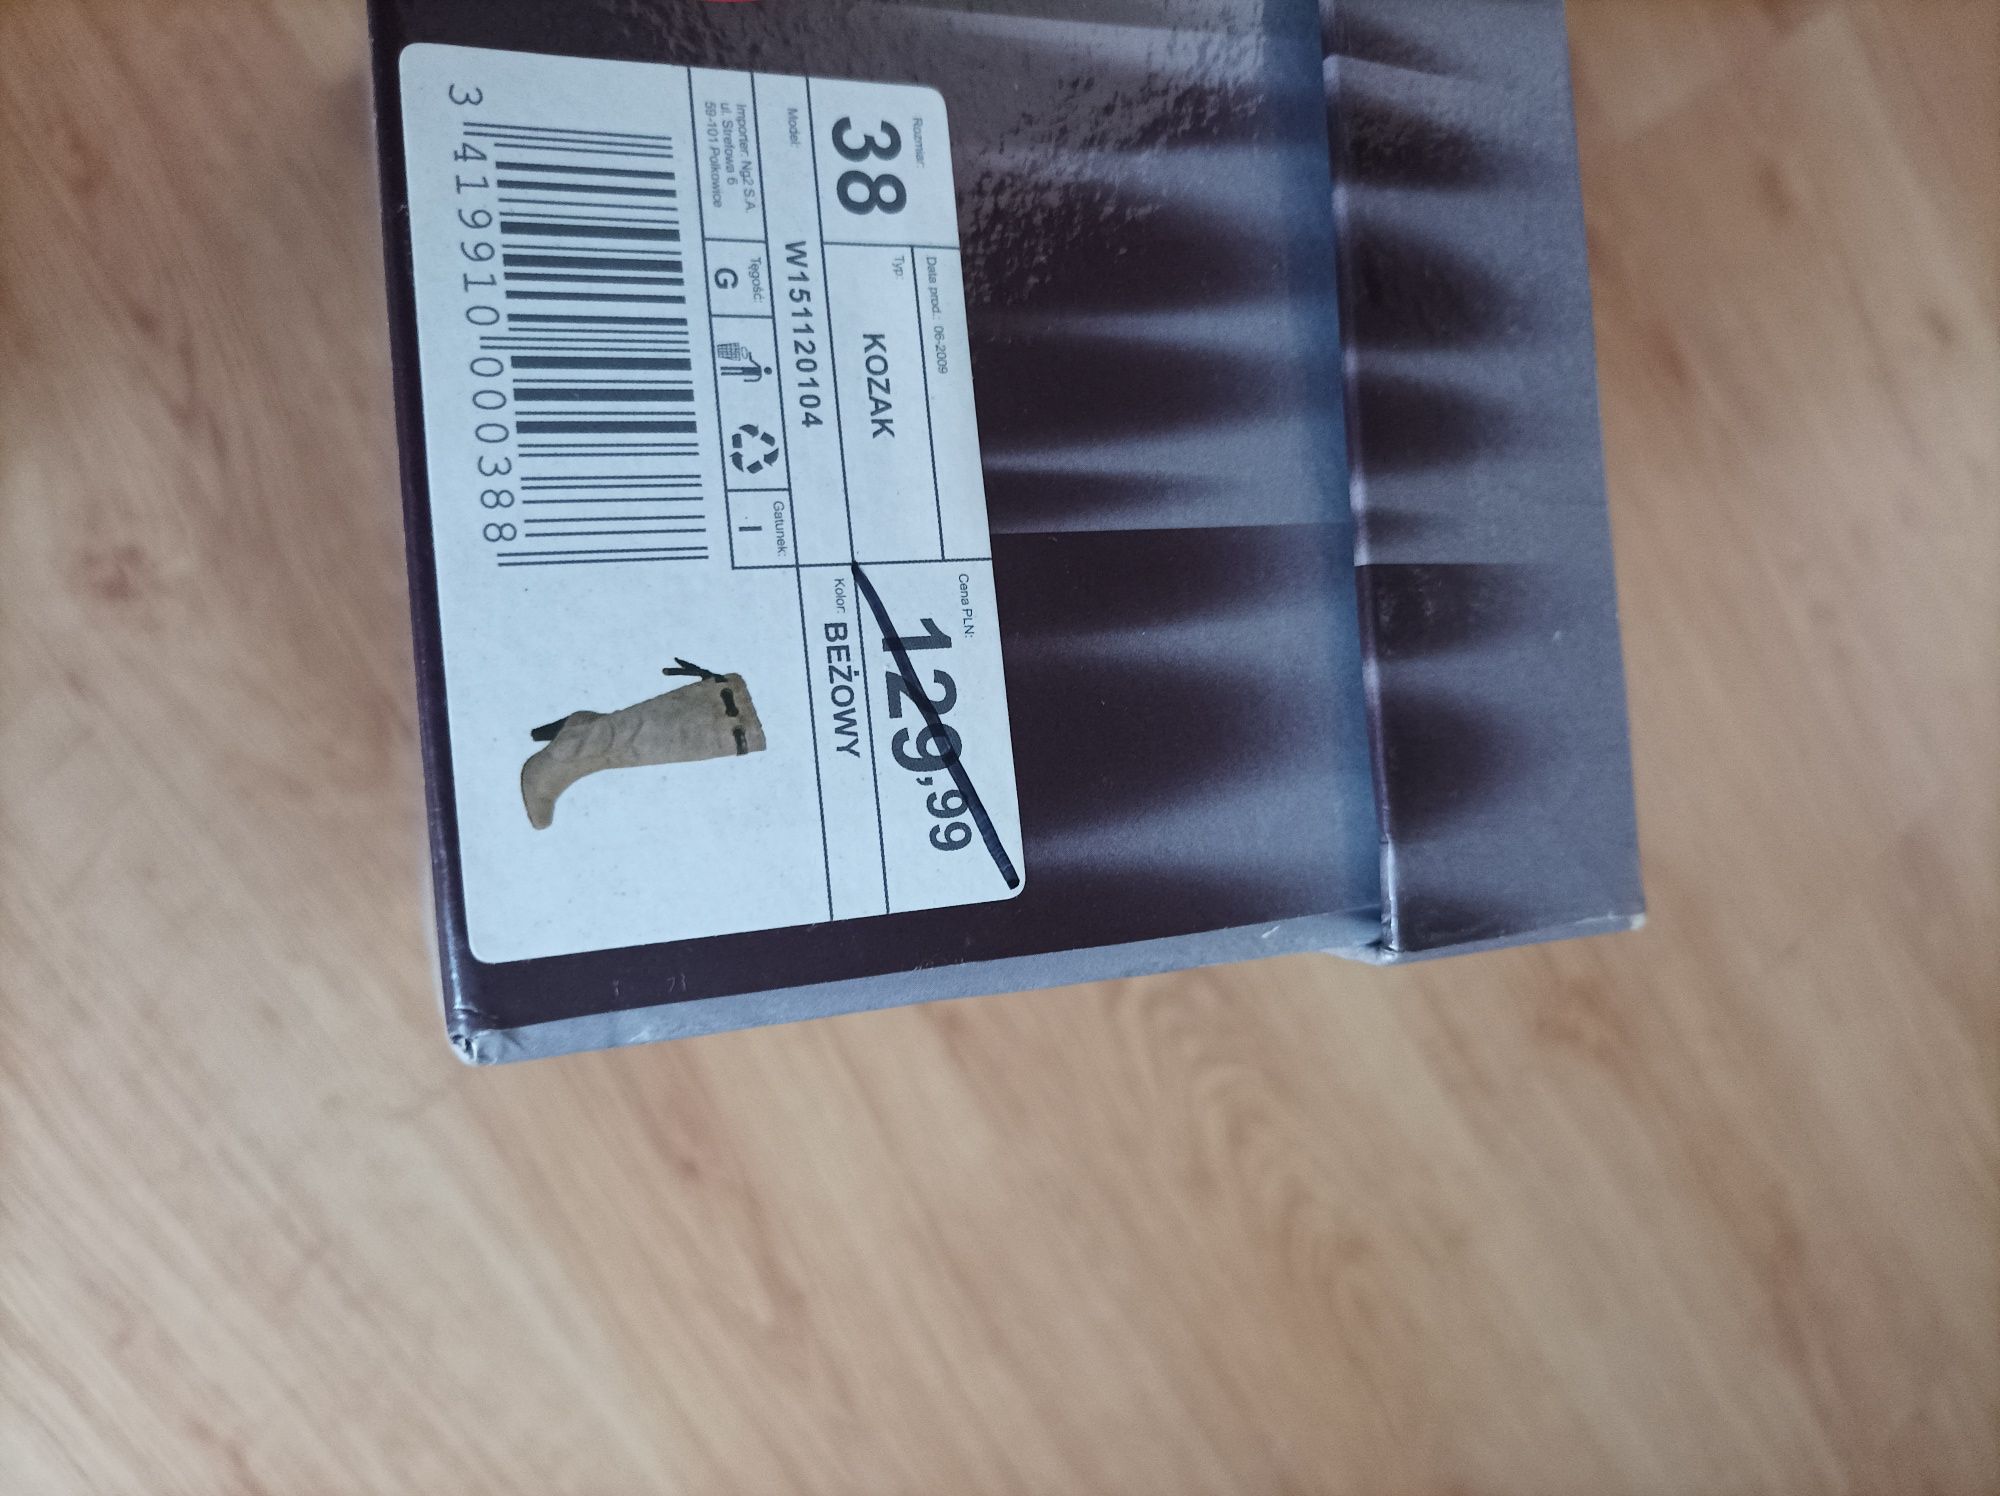 Rozmiar:
38
Data prod.: 06-2009
Typ:
KOZAK
Cena PLN:
129,99
Model:
W151120104
Kolor: BEŻOWY
Importer: Ng2 S.A.
ul. Strefowa 6
59-101 Polkowice
Tęgość:
G
Gatunek:
I
3 419910 000388